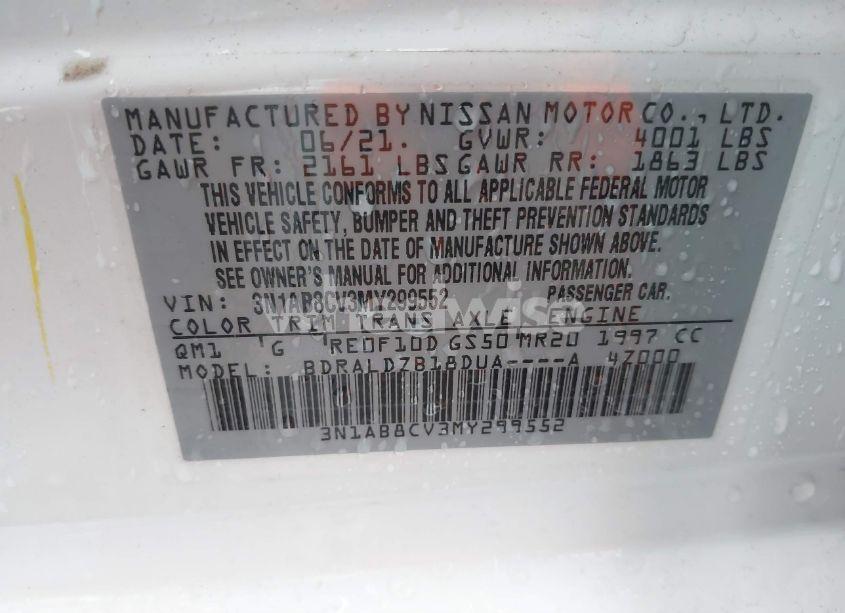 MANUFACTURED BY NISSAN MOTOR CO., LTD.
DATE: 06/21. GVWR: 4001 LBS
GAWR FR: 2161 LBS GAWR RR: 1863 LBS
THIS VEHICLE CONFORMS TO ALL APPLICABLE FEDERAL MOTOR
VEHICLE SAFETY, BUMPER AND THEFT PREVENTION STANDARDS
IN EFFECT ON THE DATE OF MANUFACTURE SHOWN ABOVE.
SEE OWNER'S MANUAL FOR ADDITIONAL INFORMATION.
VIN: 3N1AB8CV3MY299552 PASSENGER CAR.
COLOR TRIM TRANS AXLE ENGINE
QM1 'G 'RE0F10D GS50 'MR20 1997 CC
MODEL: BDRALDZB18DUA----A 4Z000
3N1AB8CV3MY299552